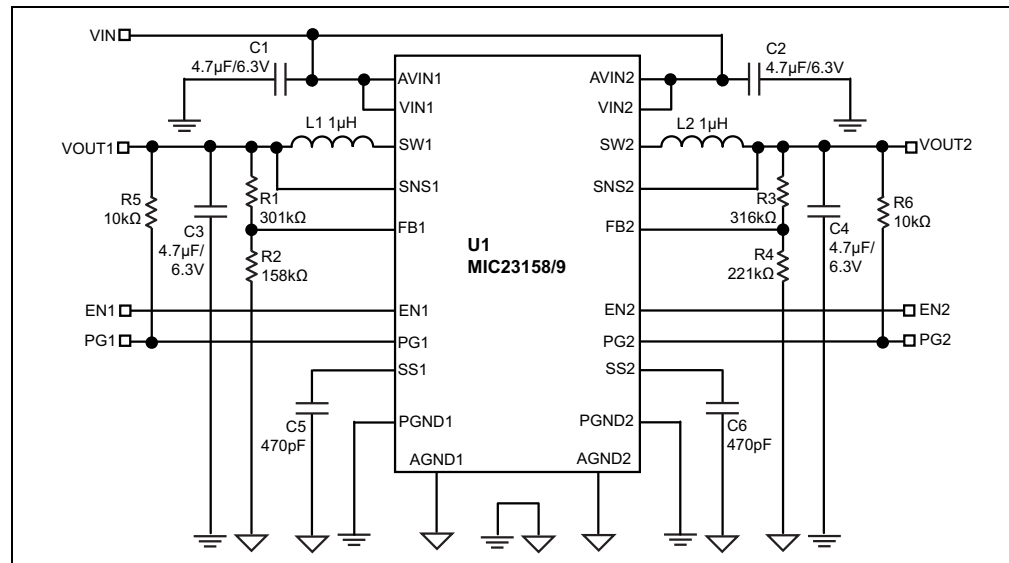 VIN
C1
4.7µF/6.3V
C2
4.7µF/6.3V
AVIN1
AVIN2
VIN1
VIN2
L1 1µH
L2 1µH
VOUT1
SW1
SW2
VOUT2
SNS1
SNS2
R5
10kΩ
R1
301kΩ
R3
316kΩ
R6
10kΩ
C3
4.7µF/
6.3V
FB1
FB2
C4
4.7µF/
6.3V
R2
158kΩ
U1
MIC23158/9
R4
221kΩ
EN1
EN1
EN2
EN2
PG1
PG1
PG2
PG2
SS1
SS2
C5
470pF
PGND1
PGND2
C6
470pF
AGND1
AGND2